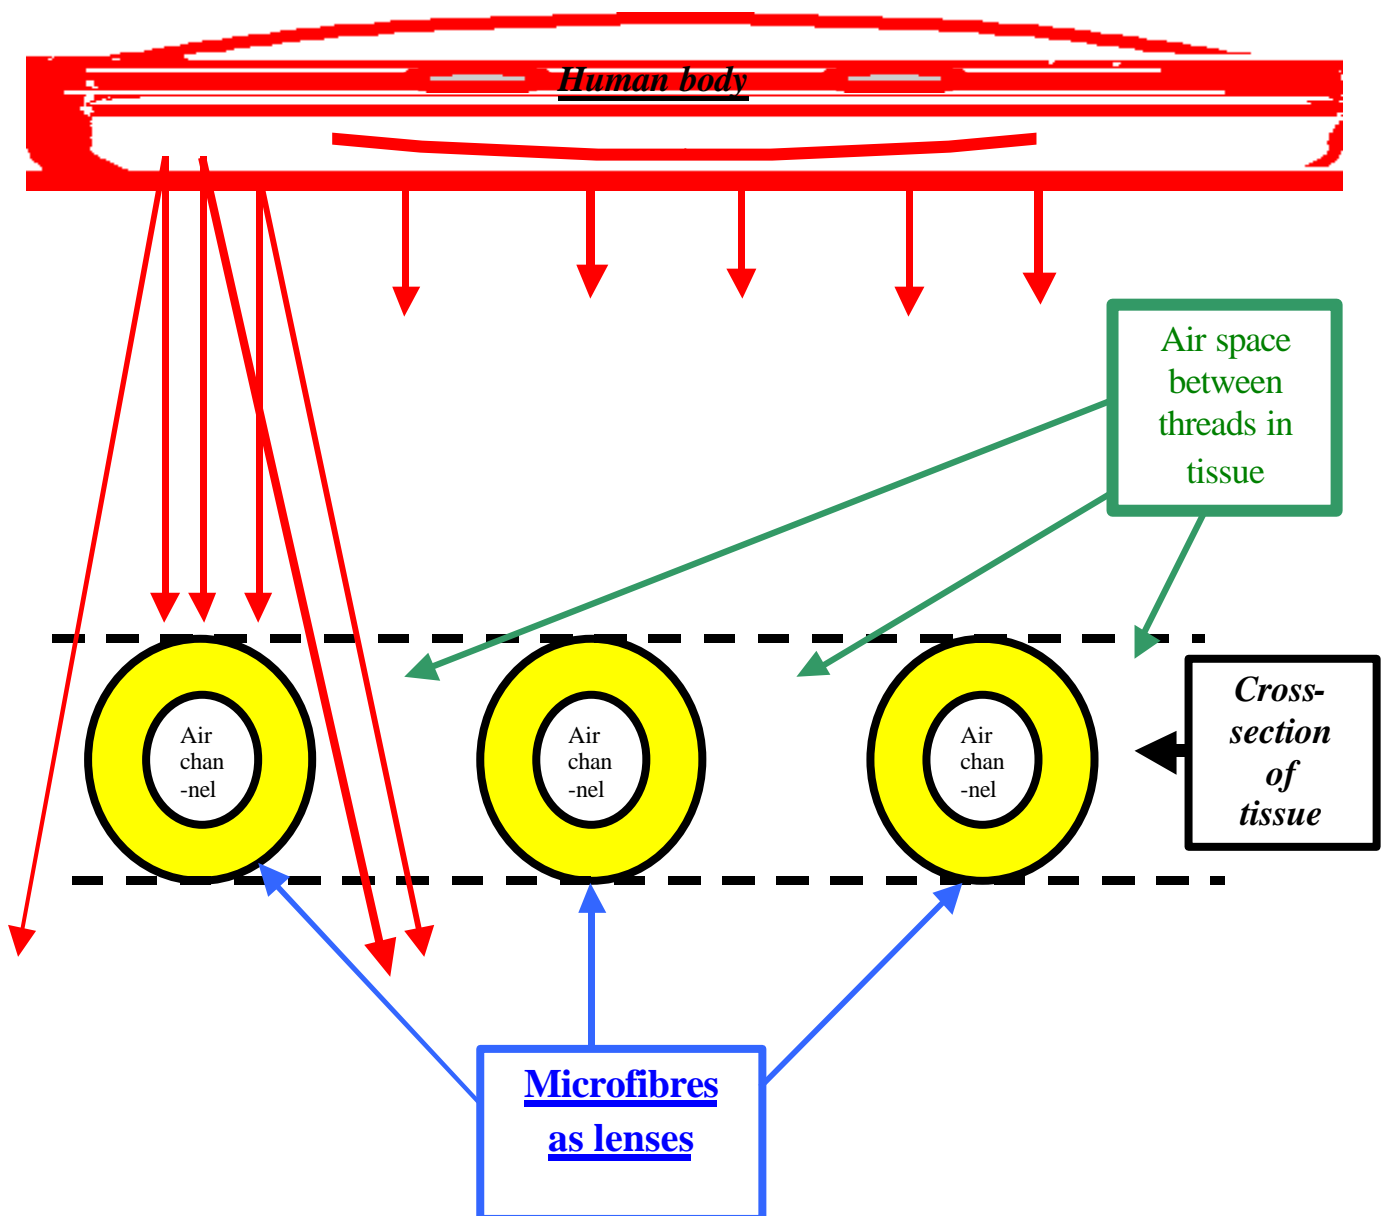 Human body
Air space
between
threads in
tissue
Cross-
section
of
tissue
Air
chan
-nel
Air
chan
-nel
Air
chan
-nel
Microfibres
as lenses